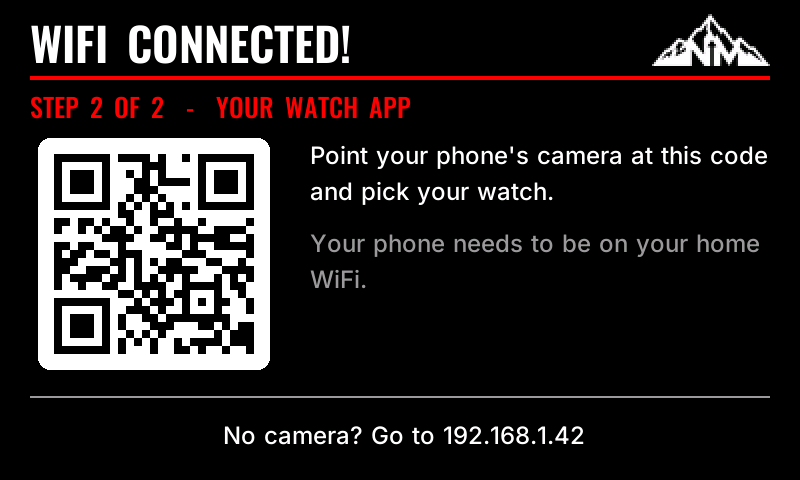 WIFI CONNECTED!
NM
STEP 2 OF 2 - YOUR WATCH APP
Point your phone's camera at this code
and pick your watch.
Your phone needs to be on your home
WiFi.
No camera? Go to 192.168.1.42